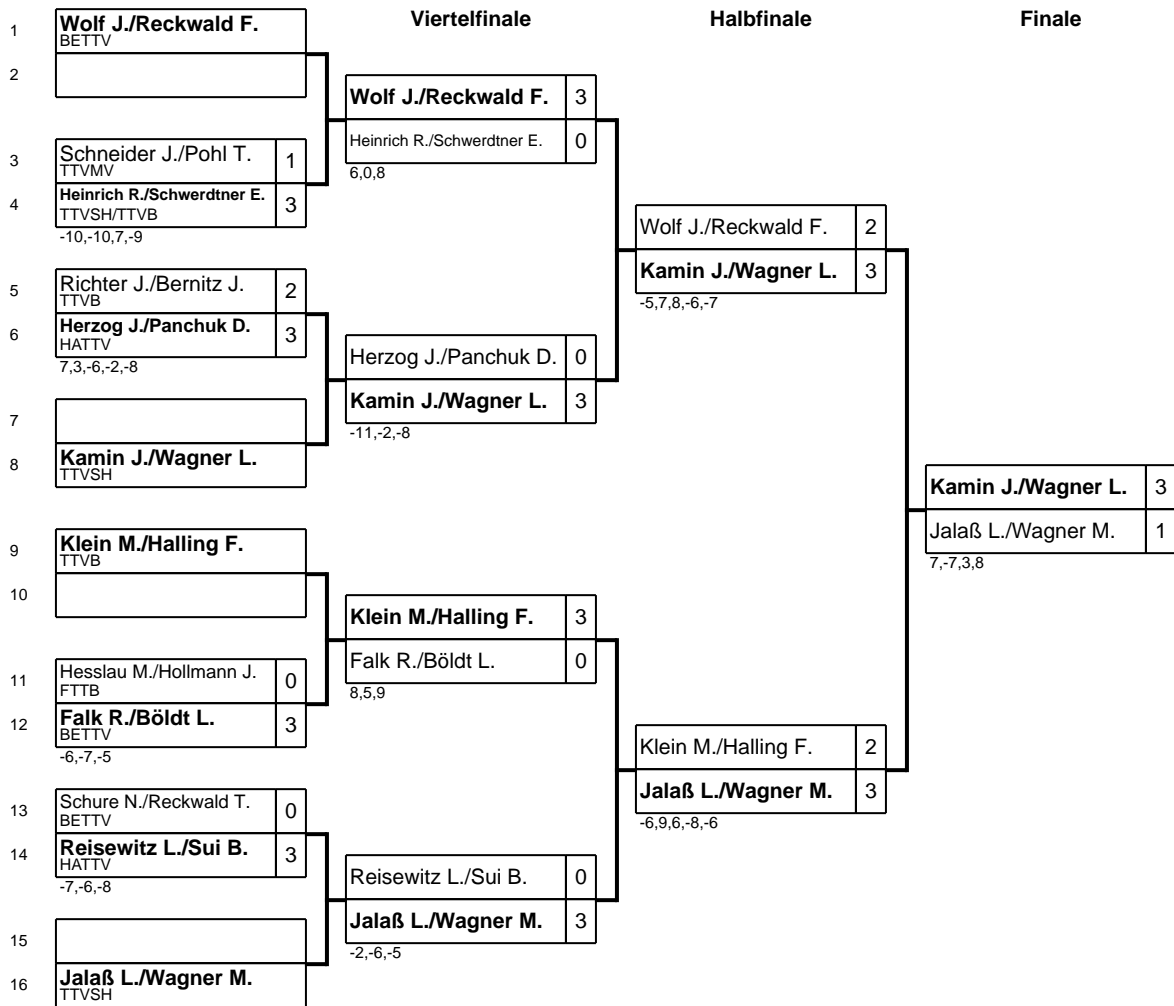 Viertelfinale
Halbfinale
Finale
1
Wolf J./Reckwald F.
BETTV
2
3
Schneider J./Pohl T.
1
TTVMV
4
Heinrich R./Schwerdtner E.
3
TTVSH/TTVB
-10,-10,7,-9
5
Richter J./Bernitz J.
2
TTVB
6
Herzog J./Panchuk D.
3
HATTV
7,3,-6,-2,-8
7
8
Kamin J./Wagner L.
TTVSH
9
Klein M./Halling F.
TTVB
10
11
Hesslau M./Hollmann J.
0
FTTB
12
Falk R./Böldt L.
3
BETTV
-6,-7,-5
13
Schure N./Reckwald T.
0
BETTV
14
Reisewitz L./Sui B.
3
HATTV
-7,-6,-8
15
16
Jalaß L./Wagner M.
TTVSH
Wolf J./Reckwald F. 3
Heinrich R./Schwerdtner E. 0
6,0,8
Herzog J./Panchuk D. 0
Kamin J./Wagner L. 3
-11,-2,-8
Klein M./Halling F. 3
Falk R./Böldt L. 0
8,5,9
Reisewitz L./Sui B. 0
Jalaß L./Wagner M. 3
-2,-6,-5
Wolf J./Reckwald F. 2
Kamin J./Wagner L. 3
-5,7,8,-6,-7
Klein M./Halling F. 2
Jalaß L./Wagner M. 3
-6,9,6,-8,-6
Kamin J./Wagner L. 3
Jalaß L./Wagner M. 1
7,-7,3,8